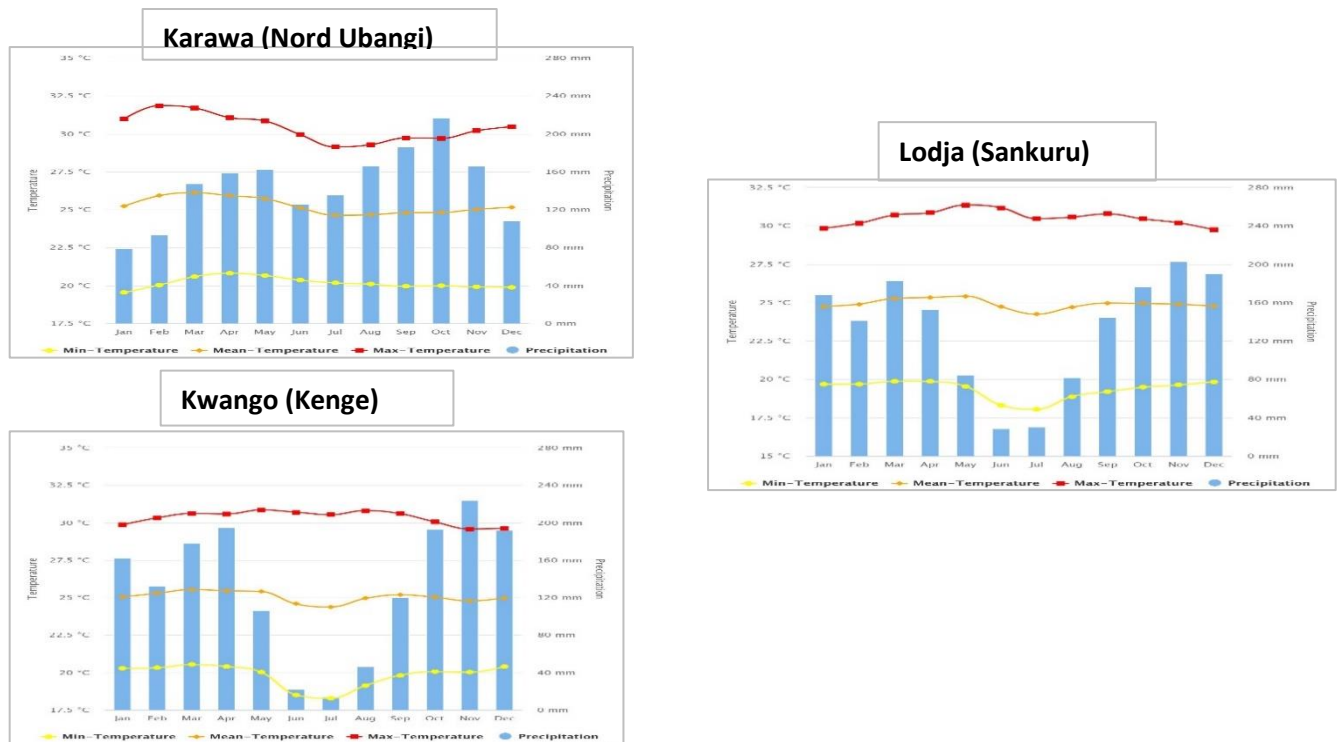 Karawa (Nord Ubangi)
35 °C
32.5 °C
30 °C
27.5 °C
25 °C
22.5 °C
20 °C
17.5 °C
Temperature
280 mm
240 mm
200 mm
160 mm
120 mm
80 mm
40 mm
0 mm
Precipitation
Jan Feb Mar Apr May Jun Jul Aug Sep Oct Nov Dec
Min-Temperature Mean-Temperature Max-Temperature Precipitation
Lodja (Sankuru)
32.5 °C
30 °C
27.5 °C
25 °C
22.5 °C
20 °C
17.5 °C
15 °C
Temperature
280 mm
240 mm
200 mm
160 mm
120 mm
80 mm
40 mm
0 mm
Precipitation
Jan Feb Mar Apr May Jun Jul Aug Sep Oct Nov Dec
Min-Temperature Mean-Temperature Max-Temperature Precipitation
Kwango (Kenge)
35 °C
32.5 °C
30 °C
27.5 °C
25 °C
22.5 °C
20 °C
17.5 °C
Temperature
280 mm
240 mm
200 mm
160 mm
120 mm
80 mm
40 mm
0 mm
Precipitation
Jan Feb Mar Apr May Jun Jul Aug Sep Oct Nov Dec
Min-Temperature Mean-Temperature Max-Temperature Precipitation